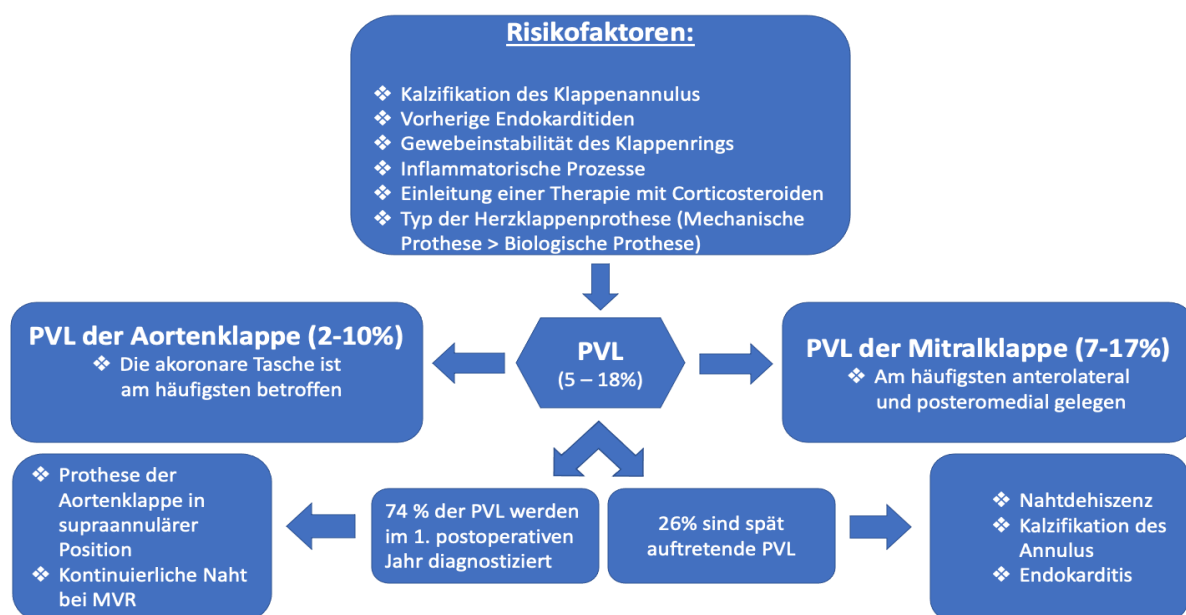 Risikofaktoren:
❖ Kalzifikation des Klappenannulus
❖ Vorherige Endokarditiden
❖ Gewebeinstabilität des Klappenrings
❖ Inflammatorische Prozesse
❖ Einleitung einer Therapie mit Corticosteroiden
❖ Typ der Herzklappenprothese (Mechanische
Prothese > Biologische Prothese)
PVL der Aortenklappe (2-10%)
❖ Die akoronare Tasche ist
am häufigsten betroffen
PVL
(5 – 18%)
PVL der Mitralklappe (7-17%)
❖ Am häufigsten anterolateral
und posteromedial gelegen
❖ Prothese der
Aortenklappe in
supraannulärer
Position
❖ Kontinuierliche Naht
bei MVR
74 % der PVL werden
im 1. postoperativen
Jahr diagnostiziert
26% sind spät
auftretende PVL
❖ Nahtdehiszenz
❖ Kalzifikation des
Annulus
❖ Endokarditis